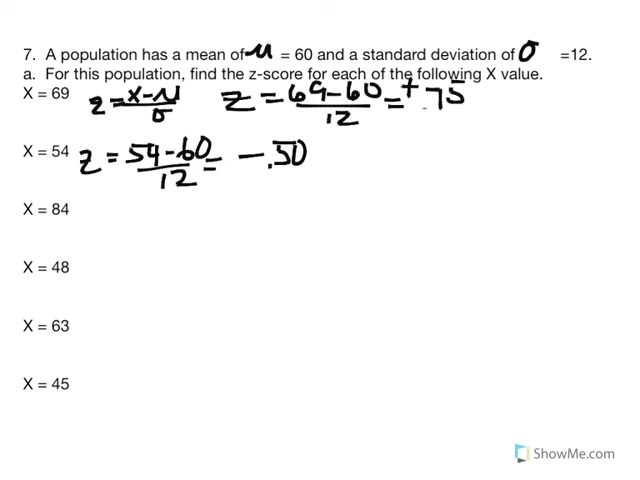 7. A population has a mean of μ = 60 and a standard deviation of σ =12.
a. For this population, find the z-score for each of the following X value.
X = 69 z = x-μ/σ z = 69-60/12 = +.75
X = 54 z = 54-60/12 = -.50
X = 84
X = 48
X = 63
X = 45
ShowMe.com